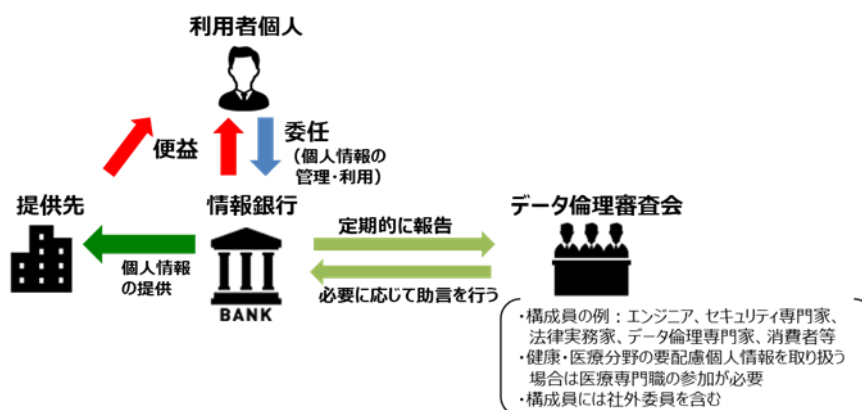 利用者個人
便益
委任
(個人情報の
管理・利用)
提供先
情報銀行
データ倫理審査会
定期的に報告
個人情報
の提供
必要に応じて助言を行う
BANK
・構成員の例：エンジニア、セキュリティ専門家、
法律実務家、データ倫理専門家、消費者等
・健康・医療分野の要配慮個人情報を取り扱う
場合は医療専門職の参加が必要
・構成員には社外委員を含む